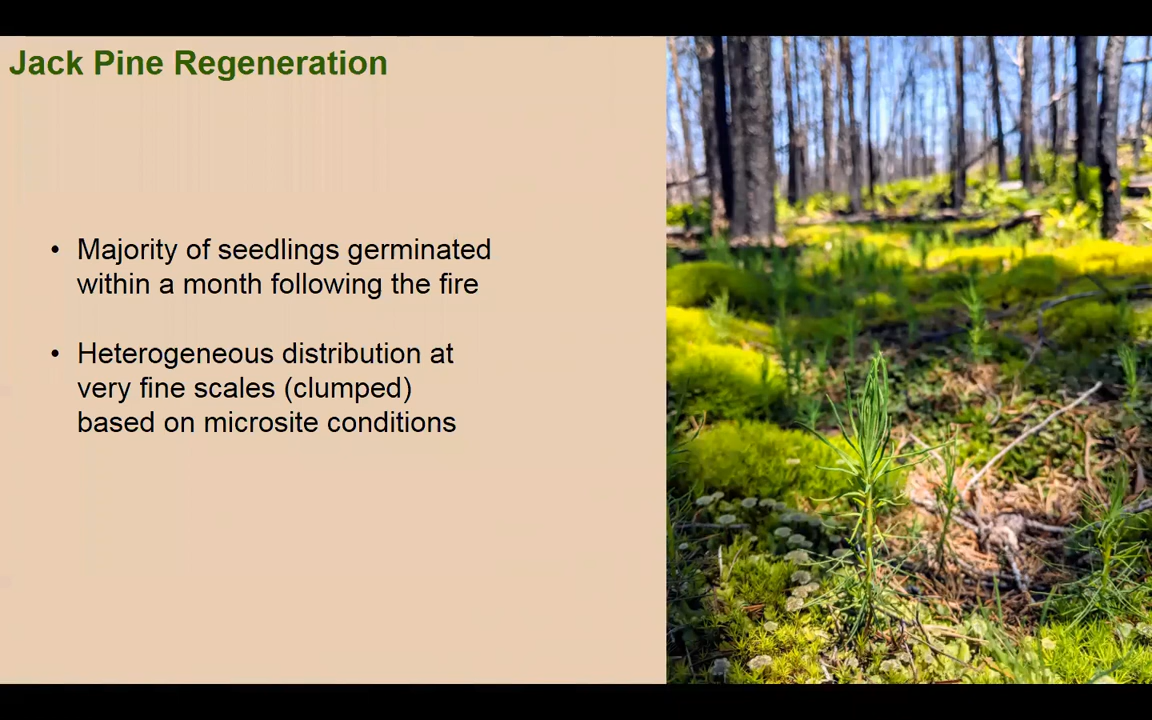 Jack Pine Regeneration
• Majority of seedlings germinated
within a month following the fire
• Heterogeneous distribution at
very fine scales (clumped)
based on microsite conditions